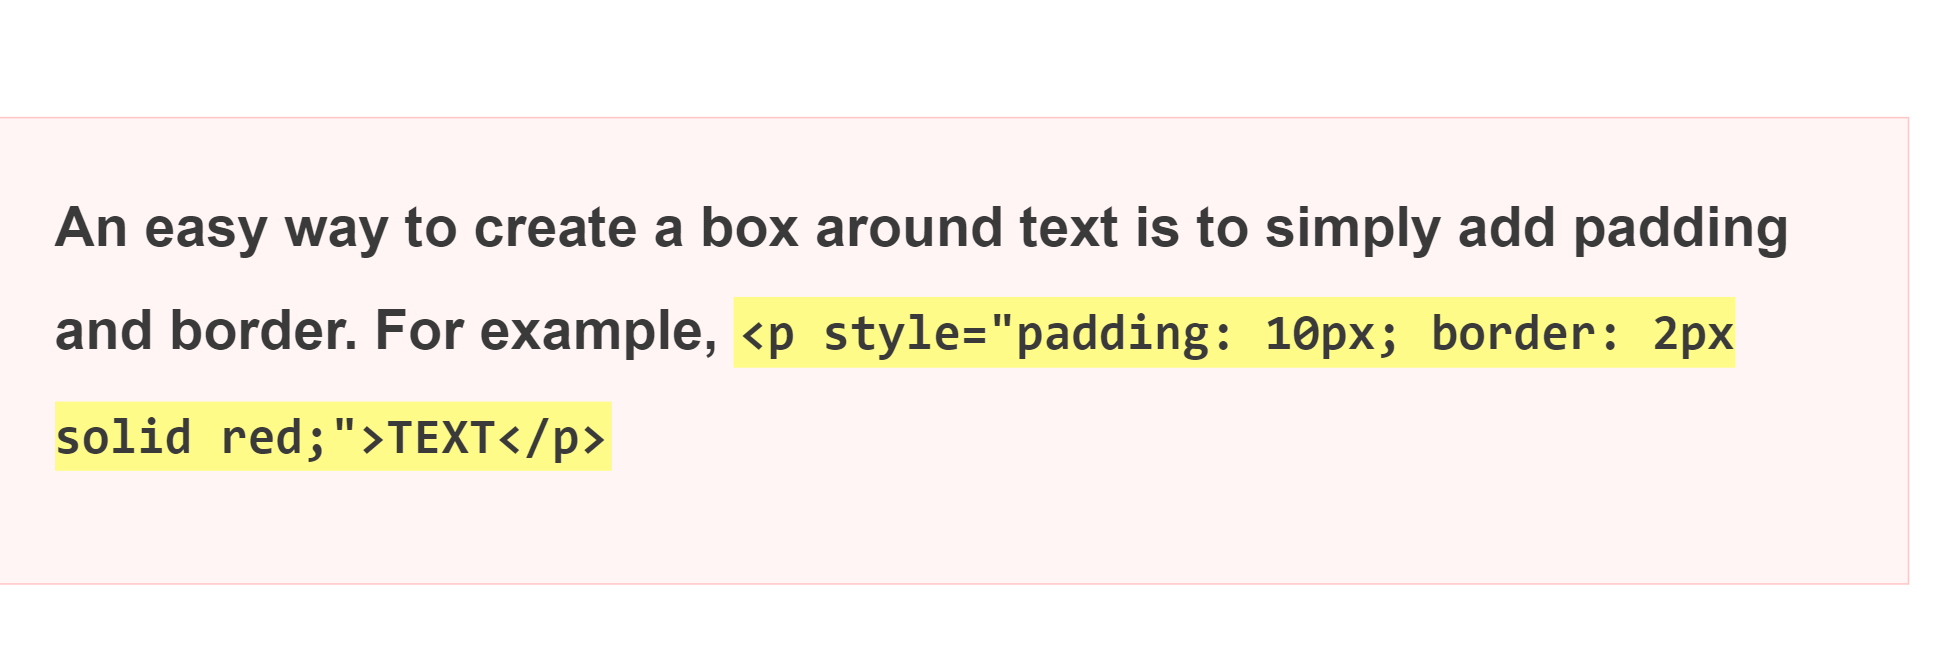 An easy way to create a box around text is to simply add padding
and border. For example, <p style="padding: 10px; border: 2px
solid red;">TEXT</p>